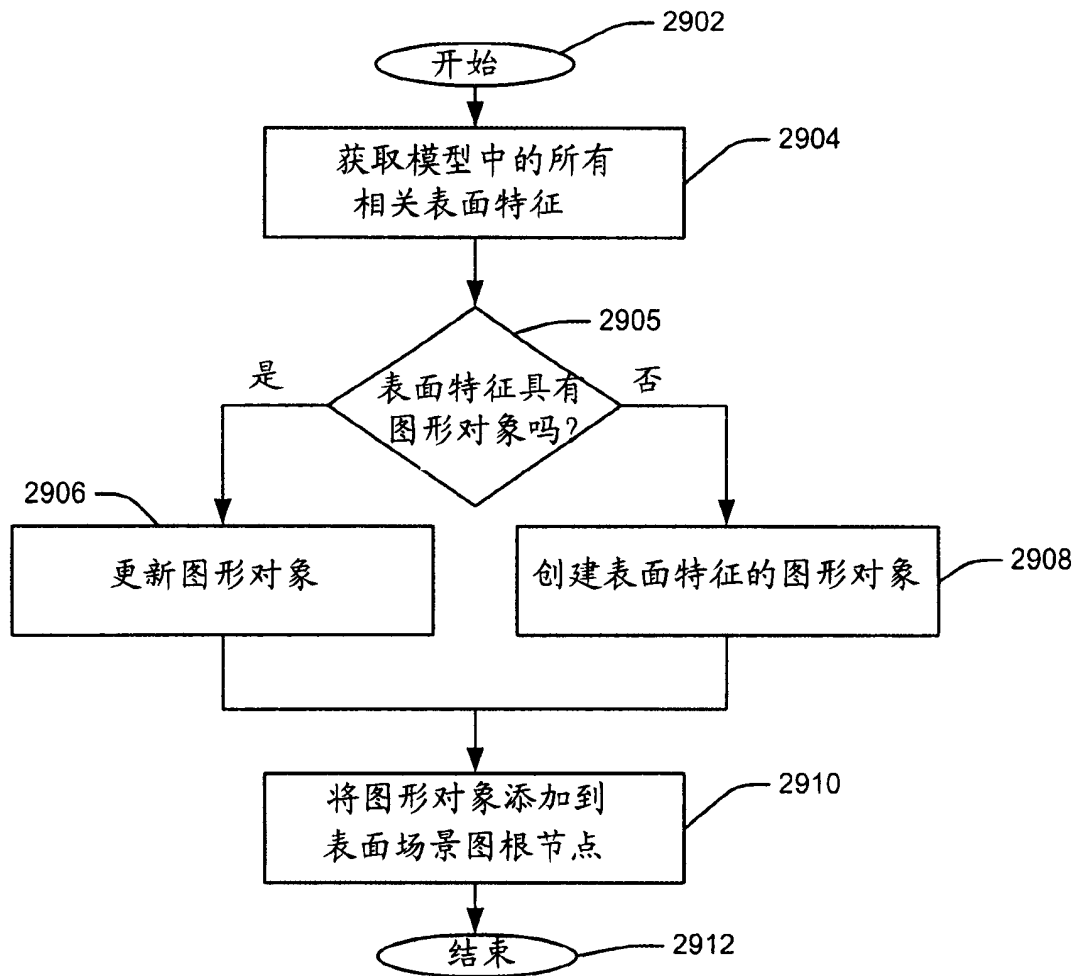 2902
开始
2904
获取模型中的所有
相关表面特征
2905
是
表面特征具有
图形对象吗?
否
2906
更新图形对象
创建表面特征的图形对象
2908
将图形对象添加到
表面场景图根节点
2910
结束
2912